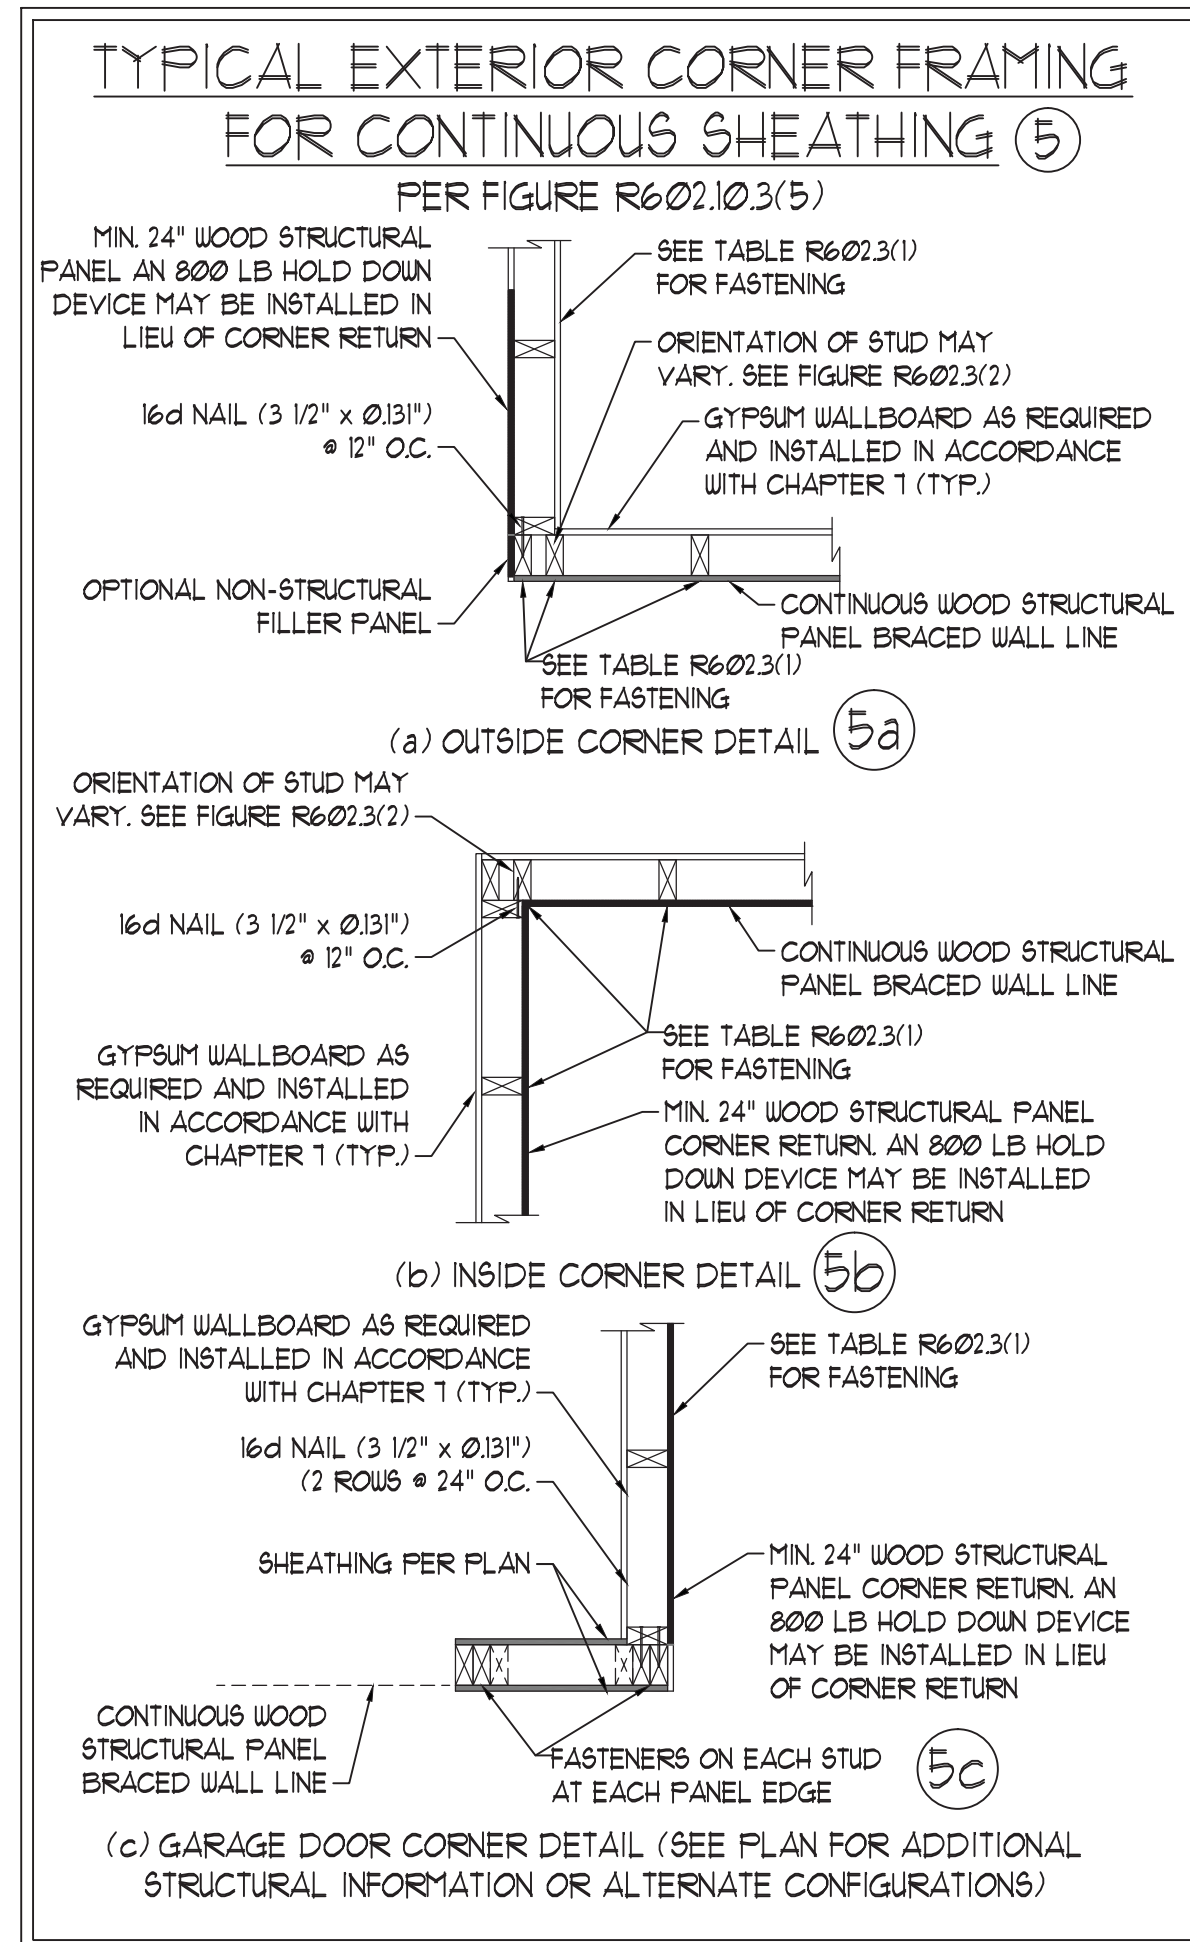 TYPICAL EXTERIOR CORNER FRAMING
FOR CONTINUOUS SHEATHING 5
PER FIGURE R602.10.3(5)
MIN. 24" WOOD STRUCTURAL
PANEL AN 800 LB HOLD DOWN
DEVICE MAY BE INSTALLED IN
LIEU OF CORNER RETURN
SEE TABLE R602.3(1)
FOR FASTENING
ORIENTATION OF STUD MAY
VARY. SEE FIGURE R602.3(2)
16d NAIL (3 1/2" x 0.131")
@ 12" O.C.
GYPSUM WALLBOARD AS REQUIRED
AND INSTALLED IN ACCORDANCE
WITH CHAPTER 7 (TYP.)
OPTIONAL NON-STRUCTURAL
FILLER PANEL
CONTINUOUS WOOD STRUCTURAL
PANEL BRACED WALL LINE
SEE TABLE R602.3(1)
FOR FASTENING
(a) OUTSIDE CORNER DETAIL 5a
ORIENTATION OF STUD MAY
VARY. SEE FIGURE R602.3(2)
16d NAIL (3 1/2" x 0.131")
@ 12" O.C.
CONTINUOUS WOOD STRUCTURAL
PANEL BRACED WALL LINE
SEE TABLE R602.3(1)
FOR FASTENING
GYPSUM WALLBOARD AS
REQUIRED AND INSTALLED
IN ACCORDANCE WITH
CHAPTER 7 (TYP.)
MIN. 24" WOOD STRUCTURAL PANEL
CORNER RETURN. AN 800 LB HOLD
DOWN DEVICE MAY BE INSTALLED
IN LIEU OF CORNER RETURN
(b) INSIDE CORNER DETAIL 5b
GYPSUM WALLBOARD AS REQUIRED
AND INSTALLED IN ACCORDANCE
WITH CHAPTER 7 (TYP.)
SEE TABLE R602.3(1)
FOR FASTENING
16d NAIL (3 1/2" x 0.131")
(2 ROWS @ 24" O.C.
SHEATHING PER PLAN
MIN. 24" WOOD STRUCTURAL
PANEL CORNER RETURN. AN
800 LB HOLD DOWN DEVICE
MAY BE INSTALLED IN LIEU
OF CORNER RETURN
CONTINUOUS WOOD
STRUCTURAL PANEL
BRACED WALL LINE
FASTENERS ON EACH STUD
AT EACH PANEL EDGE
5c
(c) GARAGE DOOR CORNER DETAIL (SEE PLAN FOR ADDITIONAL
STRUCTURAL INFORMATION OR ALTERNATE CONFIGURATIONS)